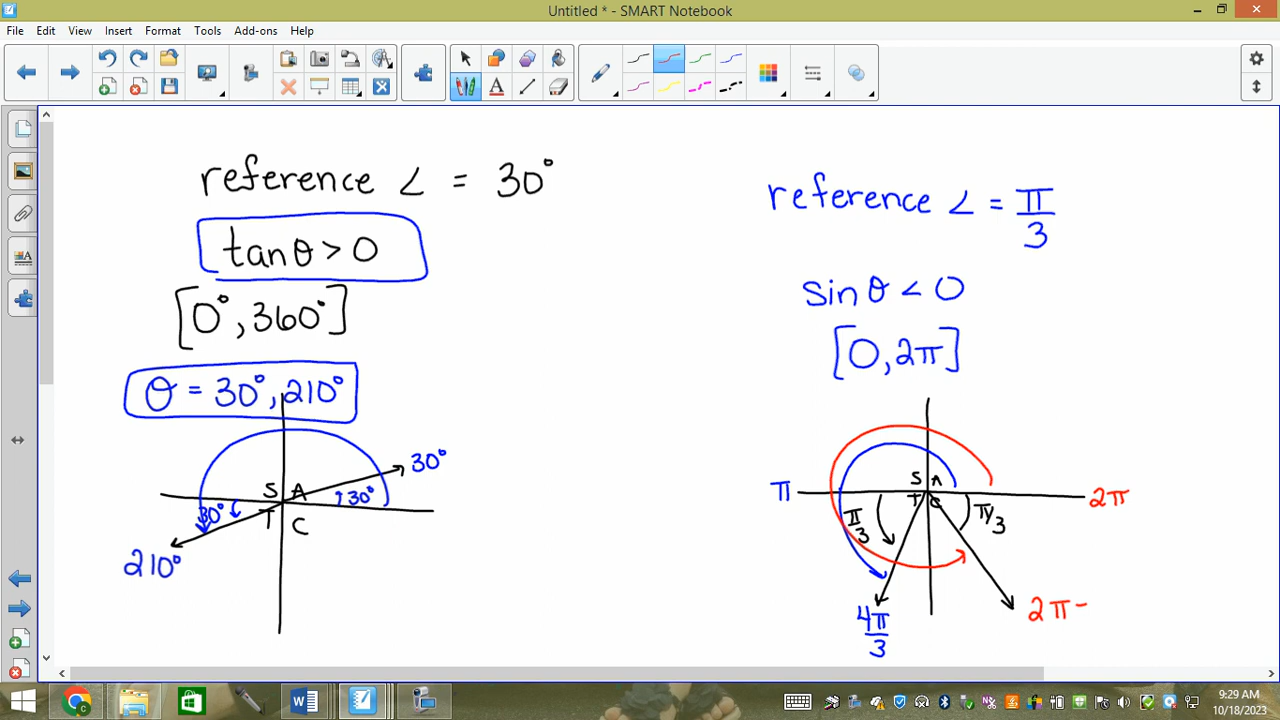 Untitled * - SMART Notebook
File Edit View Insert Format Tools Add-ons Help
reference ∠ = 30°
tanθ > 0
[0°, 360°]
θ = 30°, 210°
30°
S A
30°
30°
T C
210°
reference ∠ = π/3
sin θ < 0
[0, 2π]
S A
π
2π
T C
π/3
π/3
2π -
4π/3
9:29 AM
10/18/2023